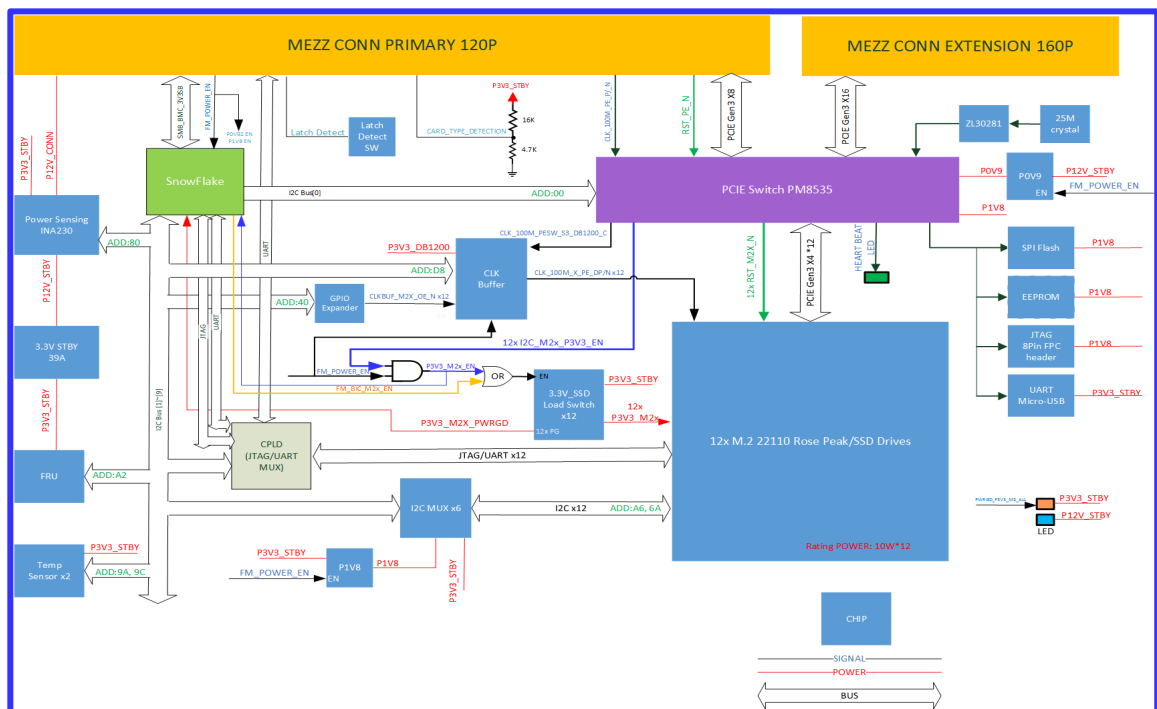 MEZZ CONN PRIMARY 120P
MEZZ CONN EXTENSION 160P
P3V3_STBY
P12V_CONN
SMB_BMC_3V3SB
FM_POWER_EN
P1V8 EN
UART
Latch Detect
Latch
Detect
SW
CARD_TYPE_DETECTION
P3V3_STBY
16K
4.7K
CLK_100M_PE_P/_N
RST_PE_N
PCIE Gen3 X8
PCIE Gen3 X16
ZL30281
25M
crystal
SnowFlake
I2C Bus[0]
ADD:00
PCIE Switch PM8535
P0V9
P0V9
EN
P12V_STBY
FM_POWER_EN
P1V8
Power Sensing
INA230
ADD:80
P12V_STBY
3.3V STBY
39A
P3V3_STBY
FRU
ADD:A2
Temp
Sensor x2
P3V3_STBY
ADD:9A, 9C
I2C Bus [1]~[9]
JTAG
UART
P3V3_DB1200
ADD:D8
CLK
Buffer
CLK_100M_PESW_S3_DB1200_C
CLK_100M_X_PE_DP/N x12
ADD:40
GPIO
Expander
CLKBUF_M2X_OE_N x12
12x RST_M2X_N
PCIE Gen3 X4 *12
HEART BEAT
LED
SPI Flash
P1V8
EEPROM
P1V8
JTAG
8Pin FPC
header
P1V8
UART
Micro-USB
P3V3_STBY
12x I2C_M2x_P3V3_EN
FM_POWER_EN
P3V3_M2x_EN
FM_BIC_M2x_EN
OR
EN
3.3V_SSD
Load Switch
x12
12x PG
P3V3_STBY
12x
P3V3_M2x
P3V3_M2X_PWRGD
CPLD
(JTAG/UART
MUX)
JTAG/UART x12
12x M.2 22110 Rose Peak/SSD Drives
Rating POWER: 10W*12
I2C MUX x6
I2C x12
ADD:A6, 6A
P3V3_STBY
P1V8
EN
P1V8
FM_POWER_EN
P3V3_STBY
P3V3_STBY
P12V_STBY
LED
CHIP
SIGNAL
POWER
BUS